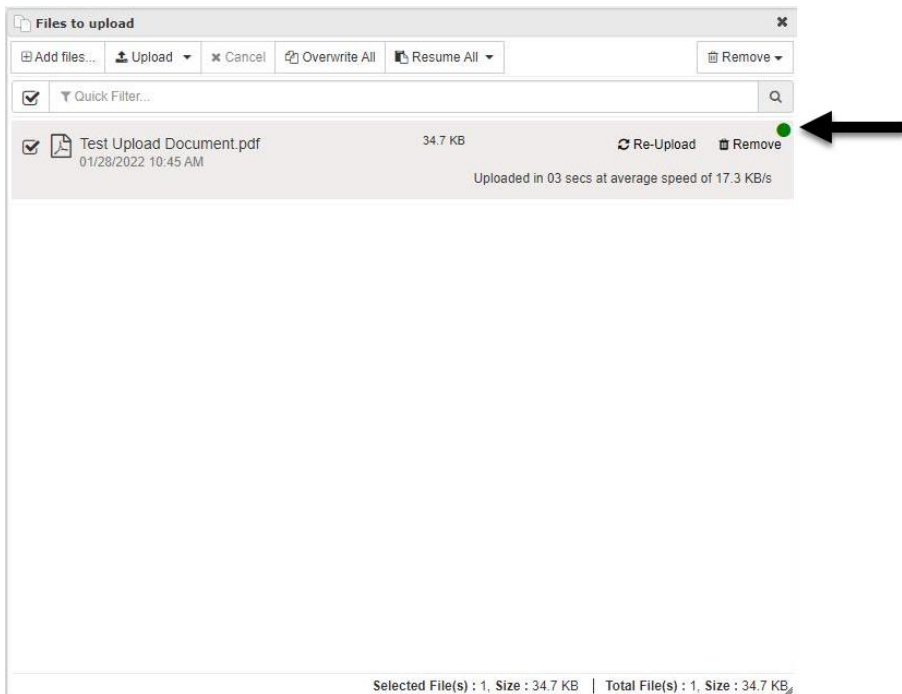 Files to upload
Add files... Upload Cancel Overwrite All Resume All Remove
Quick Filter...
Test Upload Document.pdf 34.7 KB Re-Upload Remove
01/28/2022 10:45 AM
Uploaded in 03 secs at average speed of 17.3 KB/s
Selected File(s) : 1, Size : 34.7 KB | Total File(s) : 1, Size : 34.7 KB